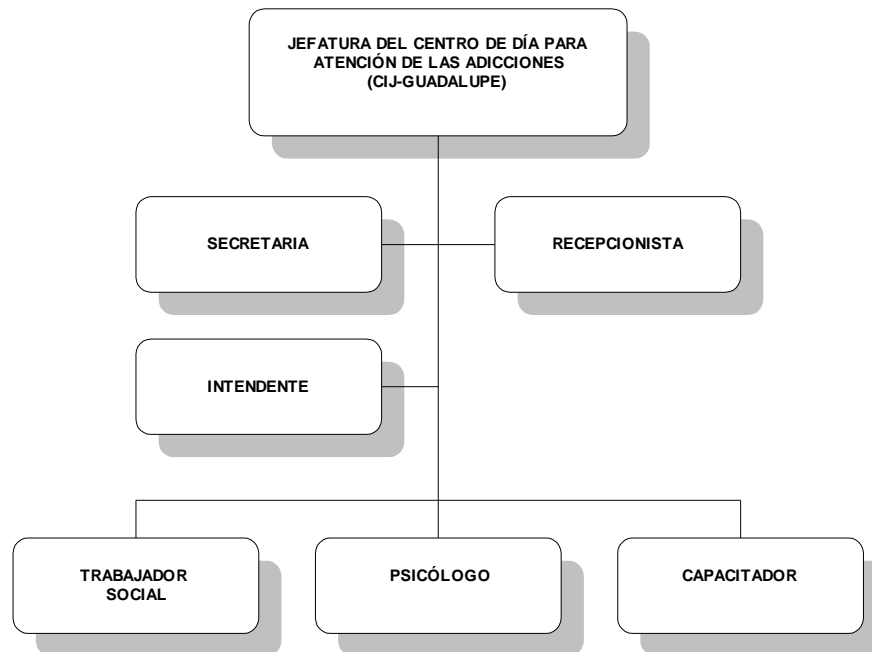 JEFATURA DEL CENTRO DE DÍA PARA
ATENCIÓN DE LAS ADICCIONES
(CIJ-GUADALUPE)
SECRETARIA
RECEPCIONISTA
INTENDENTE
TRABAJADOR
SOCIAL
PSICÓLOGO
CAPACITADOR